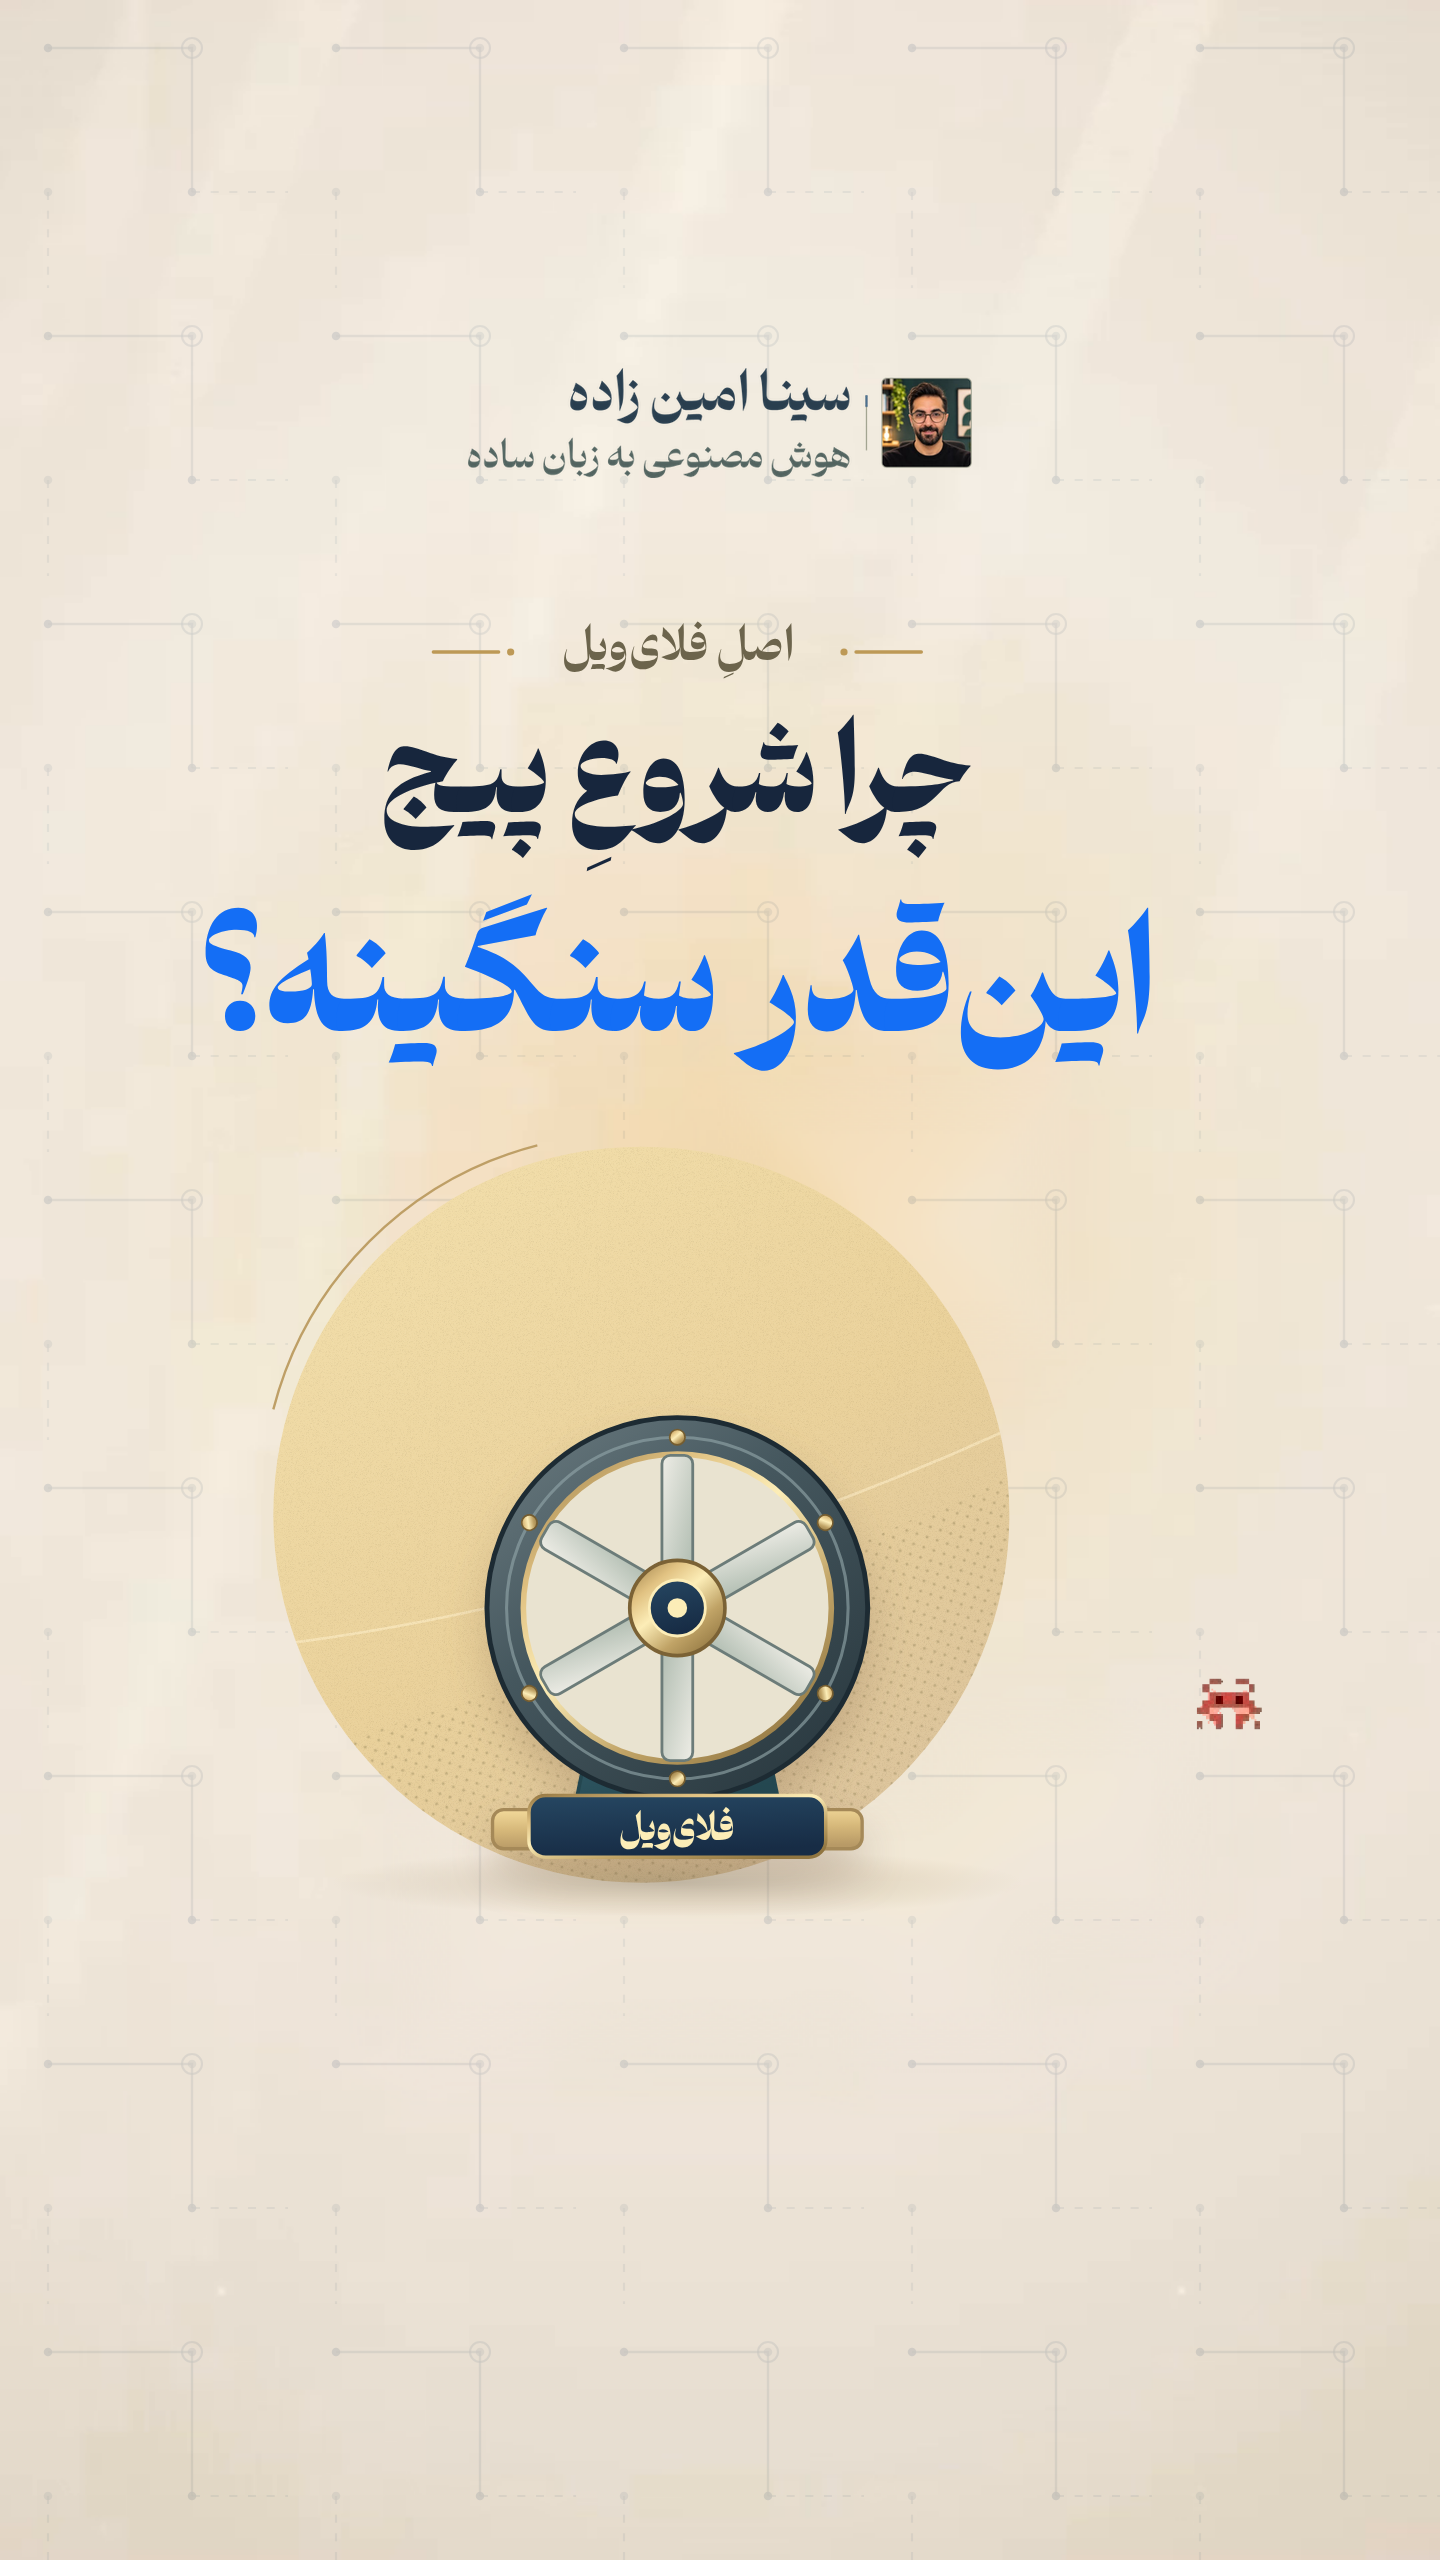 سینا امین زاده
هوش مصنوعی به زبان ساده
اصلِ فلای‌ویل
چرا شروعِ پیج
این‌قدر سنگینه؟
فلای‌ویل